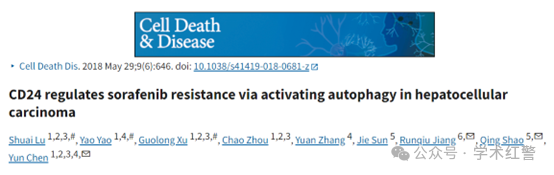 Cell Death
& Disease
▸ Cell Death Dis. 2018 May 29;9(6):646. doi: 10.1038/s41419-018-0681-z
CD24 regulates sorafenib resistance via activating autophagy in hepatocellular
carcinoma
Shuai Lu 1,2,3,#, Yao Yao 1,4,#, Guolong Xu 1,2,3,#, Chao Zhou 1,2,3, Yuan Zhang 4, Jie Sun 5, Runqiu Jiang 6,✉, Qing Shao 5,✉,
Yun Chen 1,2,3,4,✉
公众号 · 学术红警